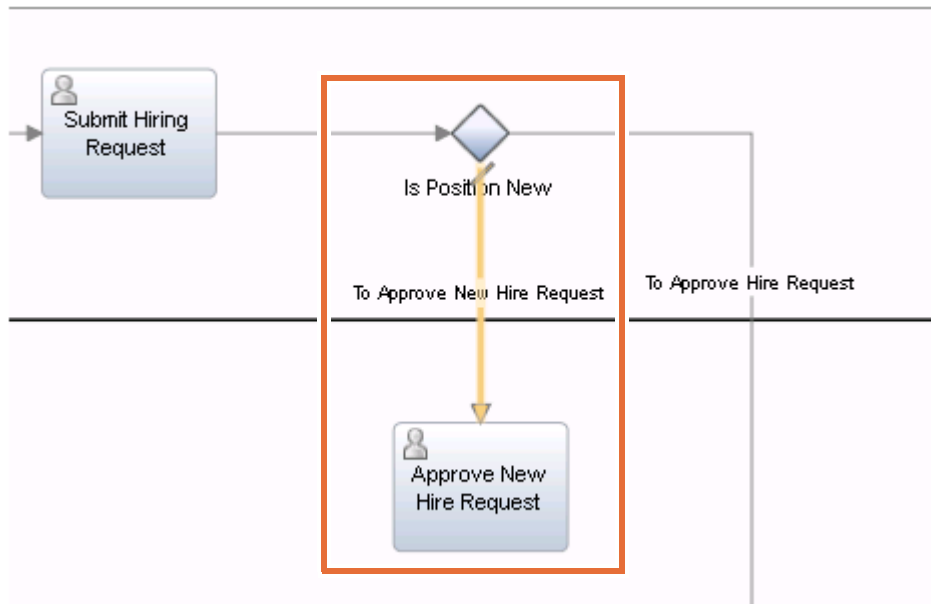 Submit Hiring
Request
Is Position New
To Approve New Hire Request
To Approve Hire Request
Approve New
Hire Request